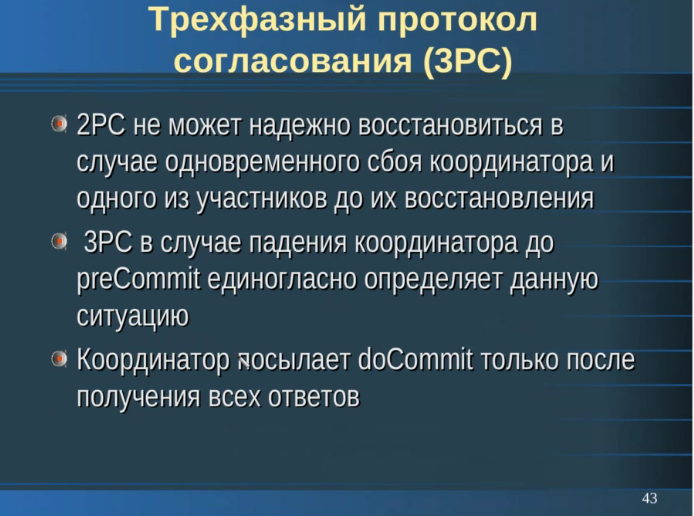 Трехфазный протокол
согласования (3PC)
2PC не может надежно восстановиться в
случае одновременного сбоя координатора и
одного из участников до их восстановления
3PC в случае падения координатора до
preCommit единогласно определяет данную
ситуацию
Координатор посылает doCommit только после
получения всех ответов
43